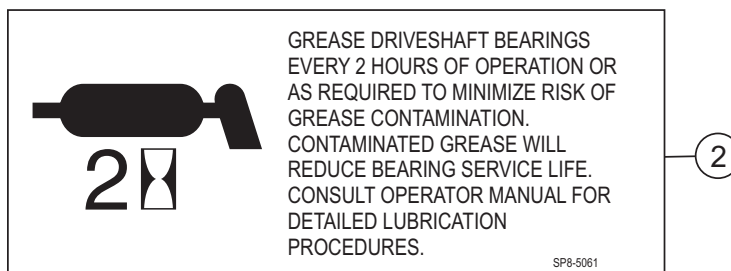 GREASE DRIVESHAFT BEARINGS
EVERY 2 HOURS OF OPERATION OR
AS REQUIRED TO MINIMIZE RISK OF
GREASE CONTAMINATION.
CONTAMINATED GREASE WILL
REDUCE BEARING SERVICE LIFE.
CONSULT OPERATOR MANUAL FOR
DETAILED LUBRICATION
PROCEDURES.
2
SP8-5061
2